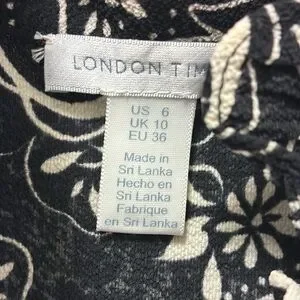 LONDON TIM
US 6
UK 10
EU 36
Made in
Sri Lanka
Hecho en
Sri Lanka
Fabrique
en Sri Lanka